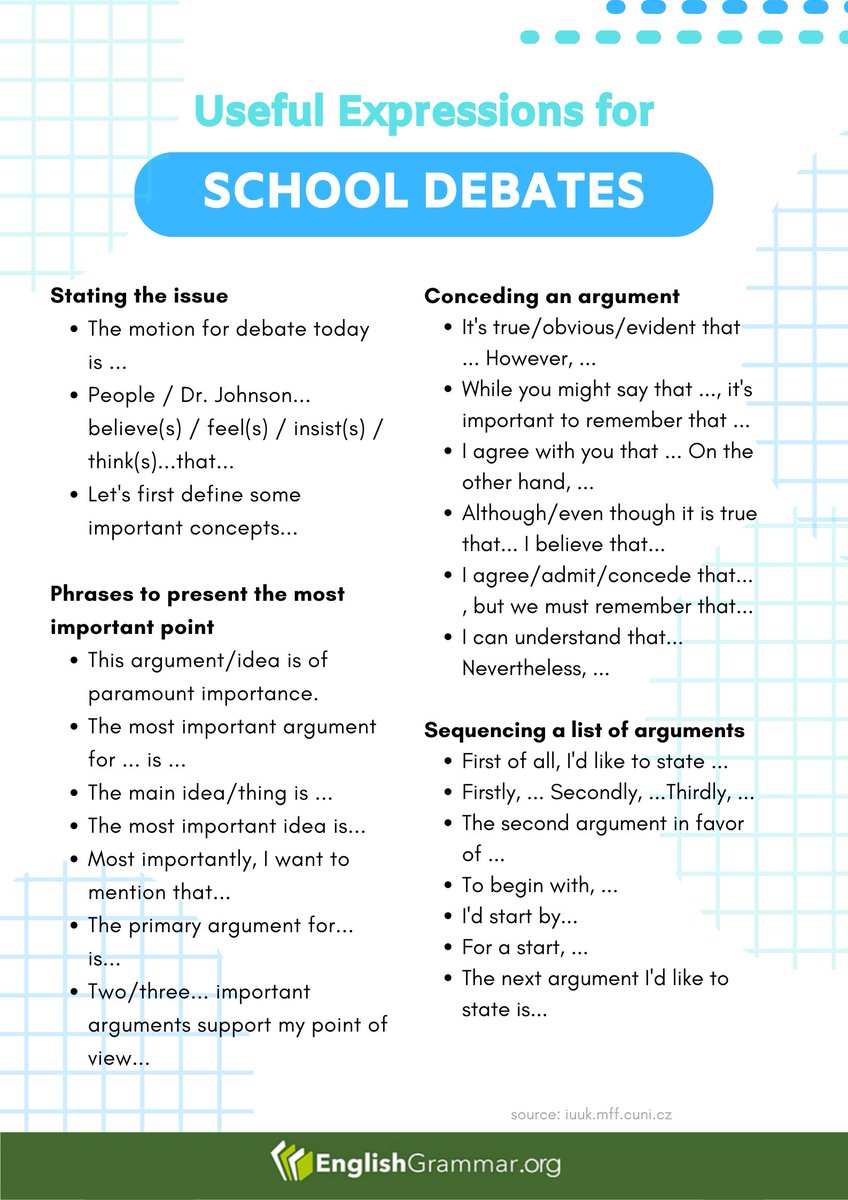 Useful Expressions for
SCHOOL DEBATES
Stating the issue
• The motion for debate today
is ...
• People / Dr. Johnson...
believe(s) / feel(s) / insist(s) /
think(s)...that...
• Let's first define some
important concepts...
Phrases to present the most
important point
• This argument/idea is of
paramount importance.
• The most important argument
for ... is ...
• The main idea/thing is ...
• The most important idea is...
• Most importantly, I want to
mention that...
• The primary argument for...
is...
• Two/three... important
arguments support my point of
view...
Conceding an argument
• It's true/obvious/evident that
... However, ...
• While you might say that ..., it's
important to remember that ...
• I agree with you that ... On the
other hand, ...
• Although/even though it is true
that... I believe that...
• I agree/admit/concede that...
, but we must remember that...
• I can understand that...
Nevertheless, ...
Sequencing a list of arguments
• First of all, I'd like to state ...
• Firstly, ... Secondly, ...Thirdly, ...
• The second argument in favor
of ...
• To begin with, ...
• I'd start by...
• For a start, ...
• The next argument I'd like to
state is...
source: iuuk.mff.cuni.cz
EnglishGrammar.org